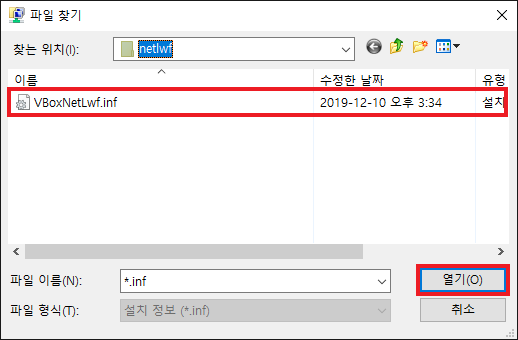 파일 찾기
찾는 위치(I): netlwf
이름 수정한 날짜 유형
VBoxNetLwf.inf 2019-12-10 오후 3:34 설치
파일 이름(N): *.inf 열기(O)
파일 형식(T): 설치 정보 (*.inf) 취소